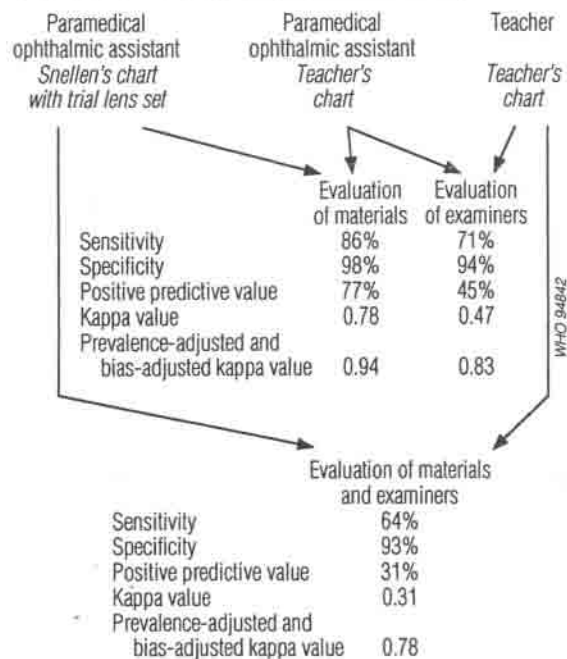 Paramedical
ophthalmic assistant
Snellen's chart
with trial lens set
Paramedical
ophthalmic assistant
Teacher's
chart
Teacher
Teacher's
chart
Evaluation
of materials
Evaluation
of examiners
Sensitivity 86% 71%
Specificity 98% 94%
Positive predictive value 77% 45%
Kappa value 0.78 0.47
Prevalence-adjusted and
bias-adjusted kappa value 0.94 0.83
WHO 94842
Evaluation of materials
and examiners
Sensitivity 64%
Specificity 93%
Positive predictive value 31%
Kappa value 0.31
Prevalence-adjusted and
bias-adjusted kappa value 0.78